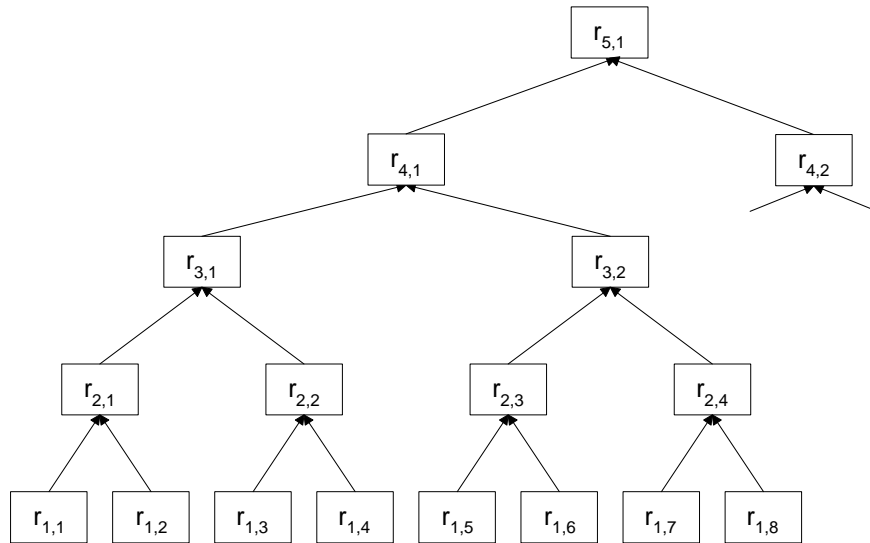 r5,1
r4,1 r4,2
r3,1 r3,2
r2,1 r2,2 r2,3 r2,4
r1,1 r1,2 r1,3 r1,4 r1,5 r1,6 r1,7 r1,8